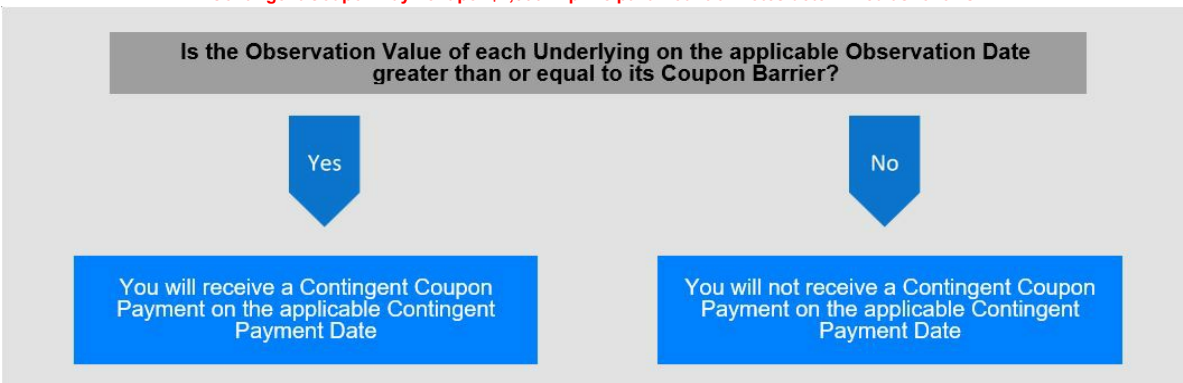 Is the Observation Value of each Underlying on the applicable Observation Date
greater than or equal to its Coupon Barrier?
Yes
No
You will receive a Contingent Coupon
Payment on the applicable Contingent
Payment Date
You will not receive a Contingent Coupon
Payment on the applicable Contingent
Payment Date